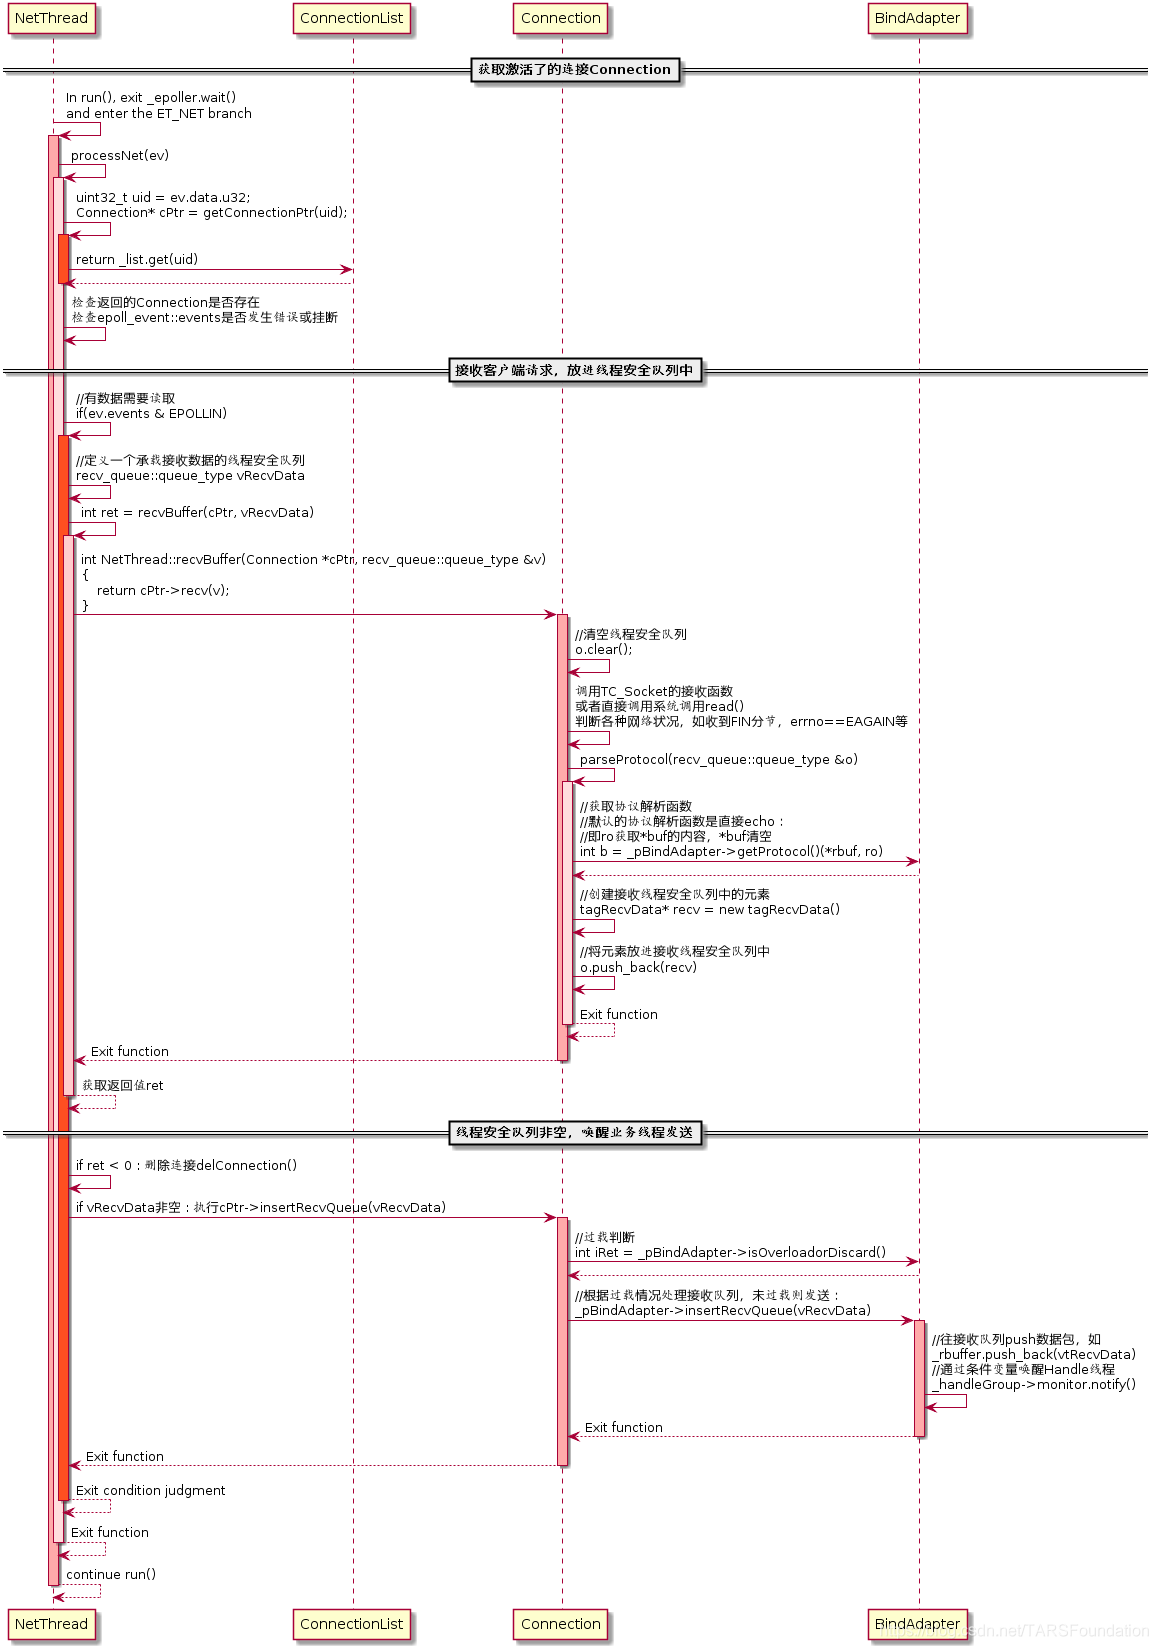 NetThread
ConnectionList
Connection
BindAdapter
获取激活了的连接Connection
In run(), exit _epoller.wait()
and enter the ET_NET branch
processNet(ev)
uint32_t uid = ev.data.u32;
Connection* cPtr = getConnectionPtr(uid);
return _list.get(uid)
检查返回的Connection是否存在
检查epoll_event::events是否发生错误或挂断
接收客户端请求，放进线程安全队列中
//有数据需要读取
if(ev.events & EPOLLIN)
//定义一个承载接收数据的线程安全队列
recv_queue::queue_type vRecvData
int ret = recvBuffer(cPtr, vRecvData)
int NetThread::recvBuffer(Connection *cPtr, recv_queue::queue_type &v)
{
return cPtr->recv(v);
}
//清空线程安全队列
o.clear();
调用TC_Socket的接收函数
或者直接调用系统调用read()
判断各种网络状况，如收到FIN分节，errno==EAGAIN等
parseProtocol(recv_queue::queue_type &o)
//获取协议解析函数
//默认的协议解析函数是直接echo：
//即ro获取*buf的内容，*buf清空
int b = _pBindAdapter->getProtocol()(*rbuf, ro)
//创建接收线程安全队列中的元素
tagRecvData* recv = new tagRecvData()
//将元素放进接收线程安全队列中
o.push_back(recv)
Exit function
Exit function
获取返回值ret
线程安全队列非空，唤醒业务线程发送
if ret < 0：删除连接delConnection()
if vRecvData非空：执行cPtr->insertRecvQueue(vRecvData)
//过载判断
int iRet = _pBindAdapter->isOverloadorDiscard()
//根据过载情况处理接收队列，未过载则发送：
_pBindAdapter->insertRecvQueue(vRecvData)
//往接收队列push数据包，如
_rbuffer.push_back(vtRecvData)
//通过条件变量唤醒Handle线程
_handleGroup->monitor.notify()
Exit function
Exit function
Exit condition judgment
Exit function
continue run()
NetThread
ConnectionList
Connection
BindAdapter
https://blog.csdn.net/TARSFoundation